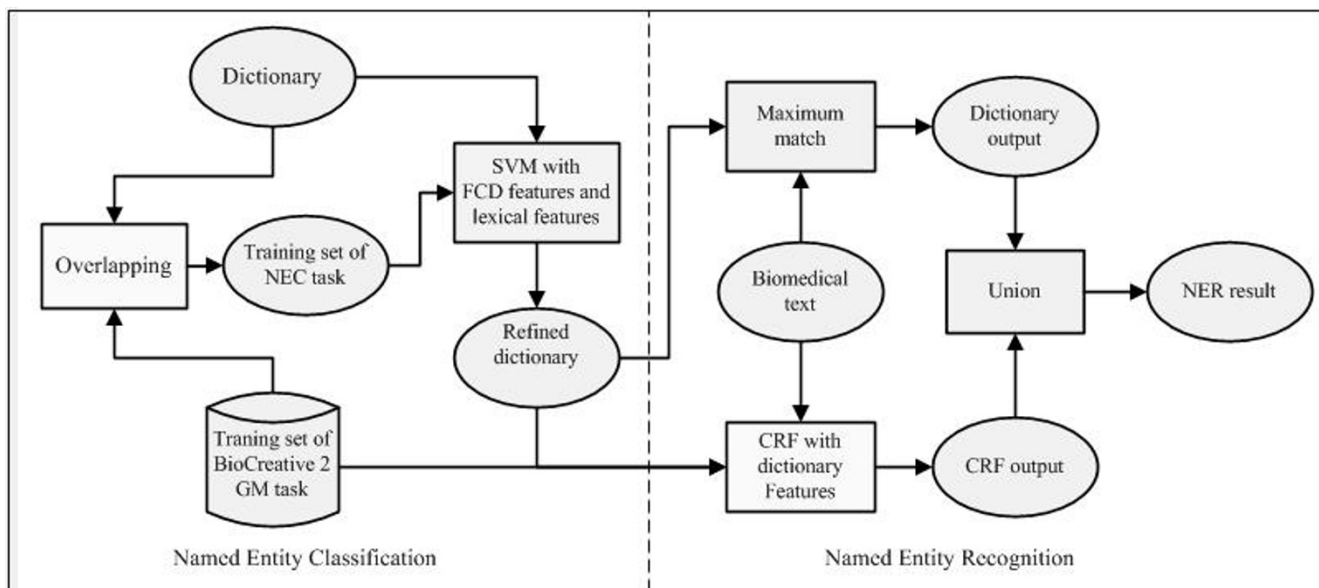 Dictionary
SVM with
FCD features and
lexical features
Overlapping
Training set of
NEC task
Refined
dictionary
Traning set of
BioCreative 2
GM task
Named Entity Classification
Maximum
match
Dictionary
output
Biomedical
text
Union
NER result
CRF with
dictionary
Features
CRF output
Named Entity Recognition